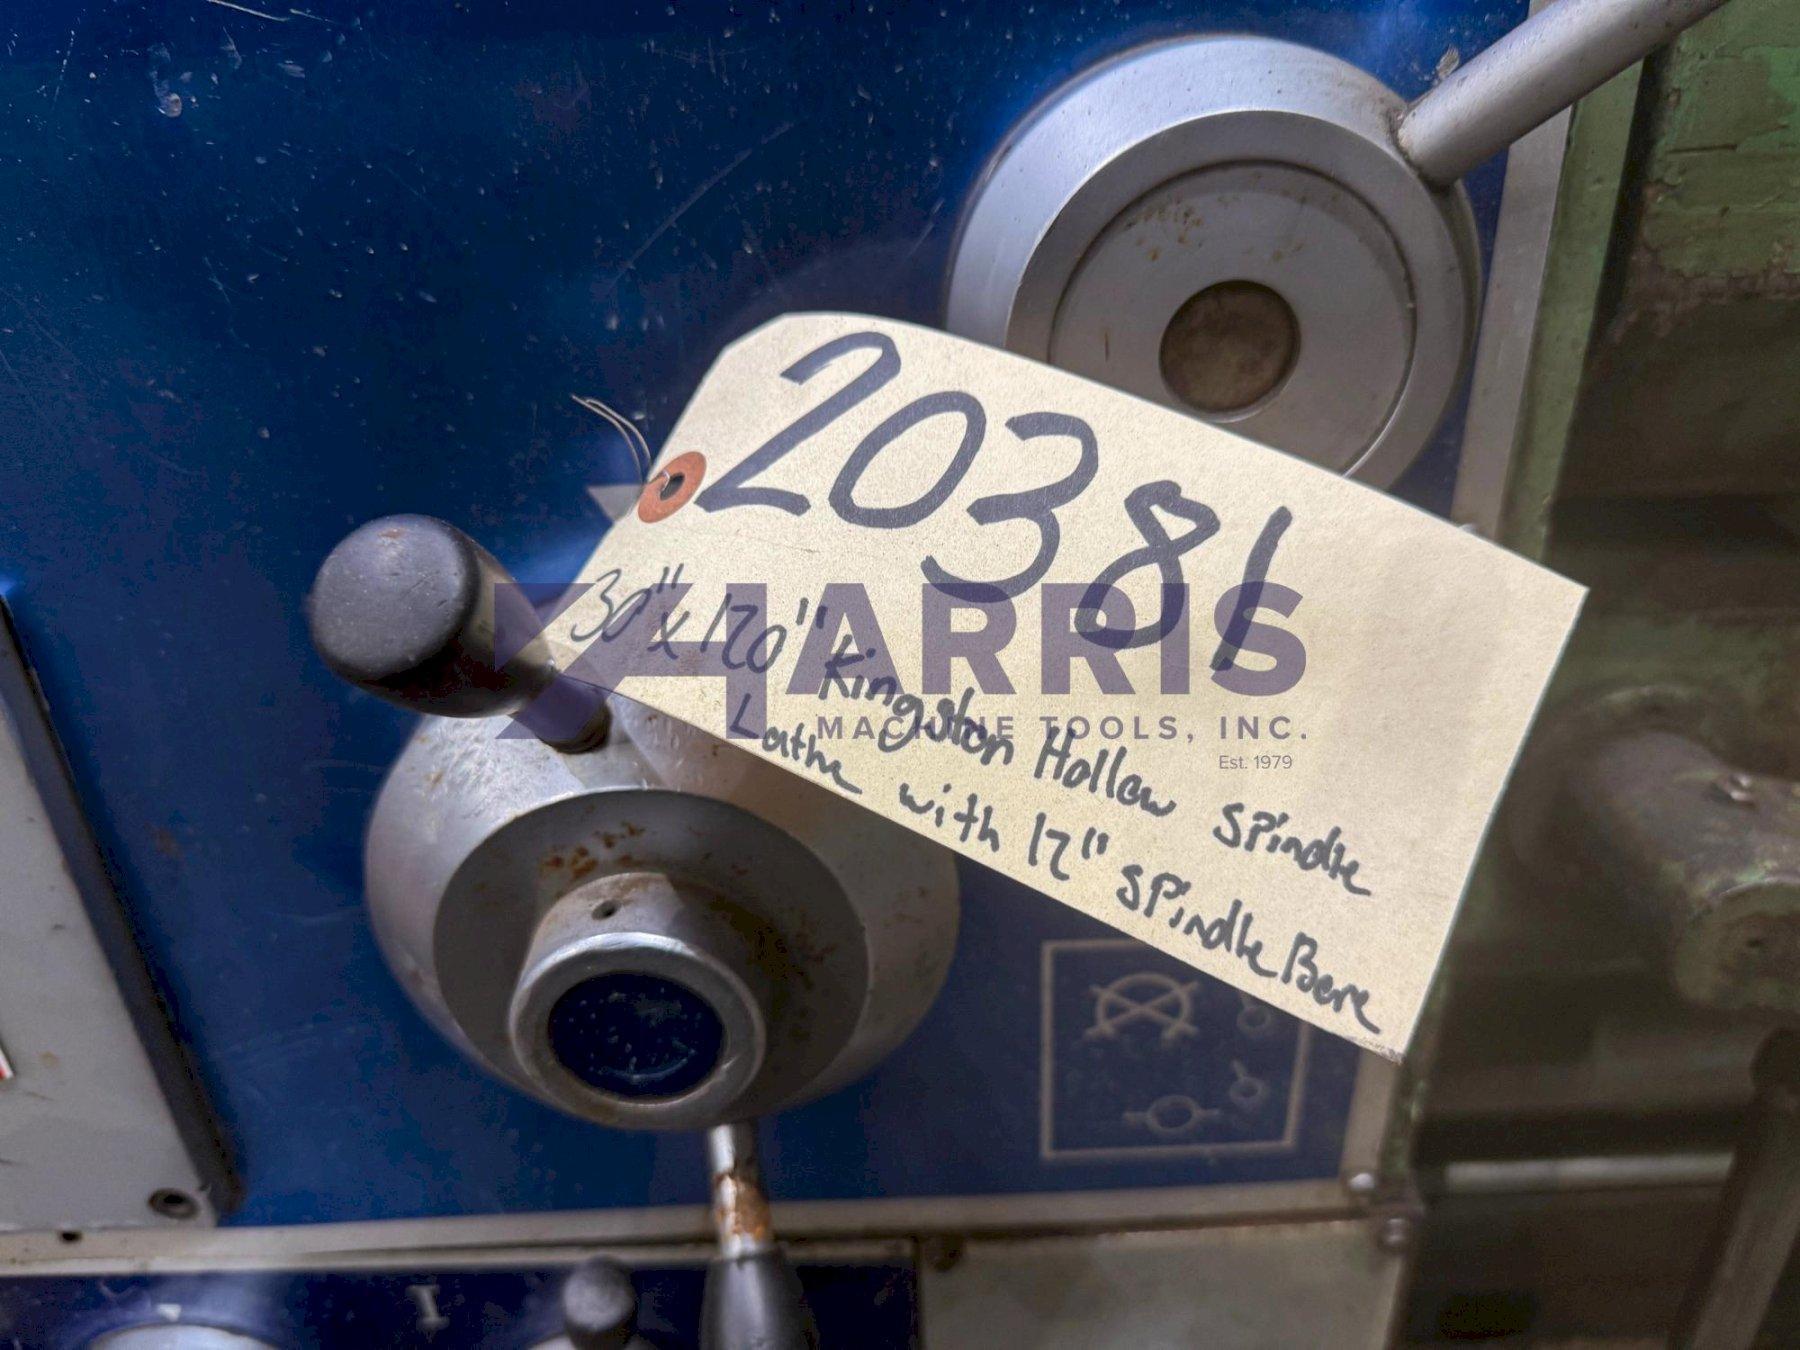 20381
30" x 120" Kingston Hollow Spindle
Lathe with 12" Spindle Bore
HARRIS
MACHINE TOOLS, INC.
Est. 1979
I